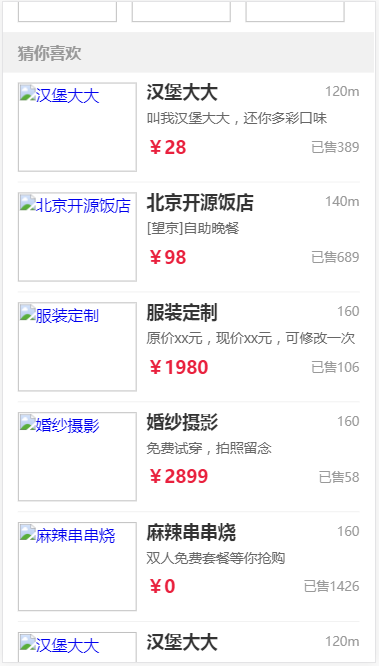 猜你喜欢
汉堡大大
汉堡大大 120m
叫我汉堡大大，还你多彩口味
￥28 已售389
北京开源饭店
北京开源饭店 140m
[望京]自助晚餐
￥98 已售689
服装定制
服装定制 160
原价xx元，现价xx元，可修改一次
￥1980 已售106
婚纱摄影
婚纱摄影 160
免费试穿，拍照留念
￥2899 已售58
麻辣串串烧
麻辣串串烧 160
双人免费套餐等你抢购
￥0 已售1426
汉堡大大
汉堡大大 120m